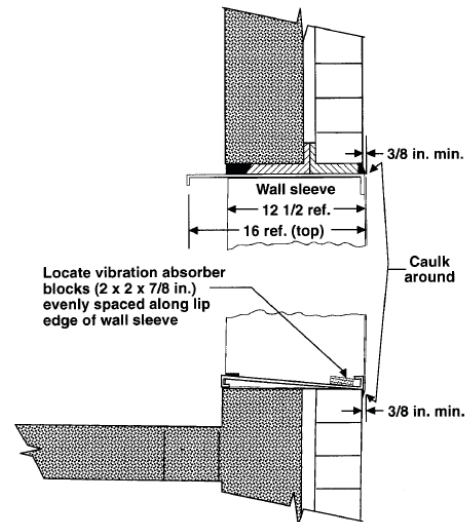 3/8 in. min.
Wall sleeve
12 1/2 ref.
16 ref. (top)
Caulk
around
Locate vibration absorber
blocks (2 x 2 x 7/8 in.)
evenly spaced along lip
edge of wall sleeve
3/8 in. min.